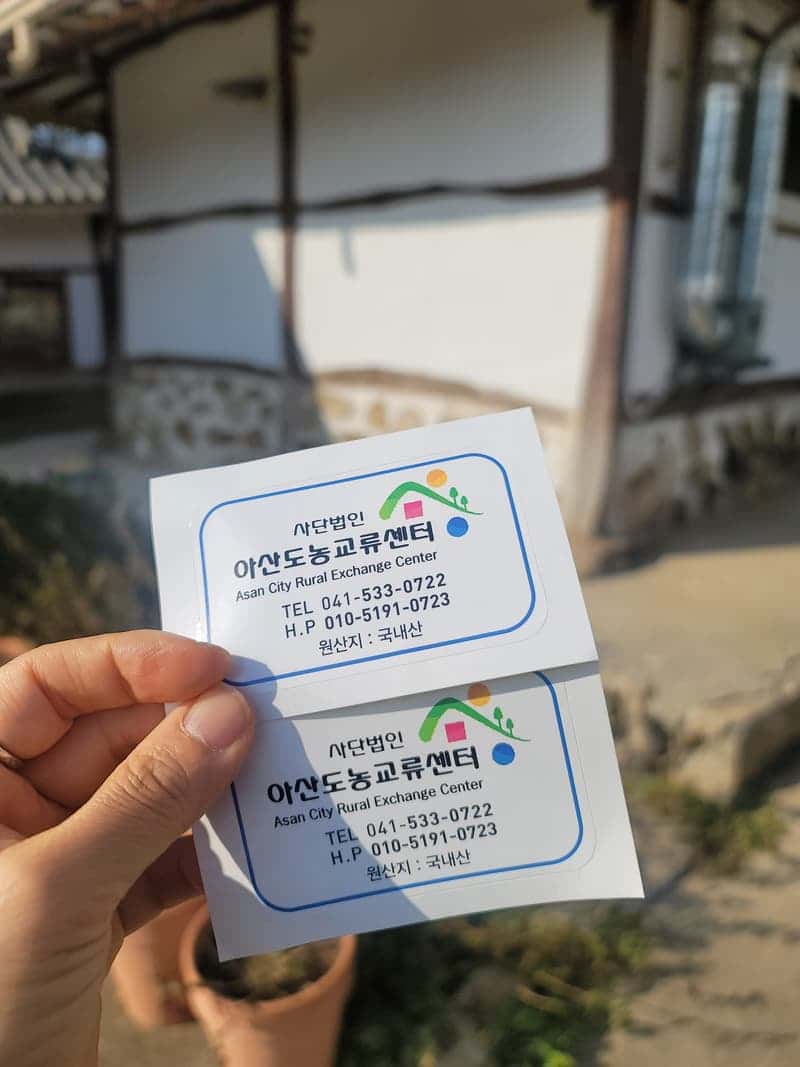 사단법인
아산도농교류센터
Asan City Rural Exchange Center
TEL 041-533-0722
H.P 010-5191-0723
원산지 : 국내산
사단법인
아산도농교류센터
Asan City Rural Exchange Center
TEL 041-533-0722
H.P 010-5191-0723
원산지 : 국내산